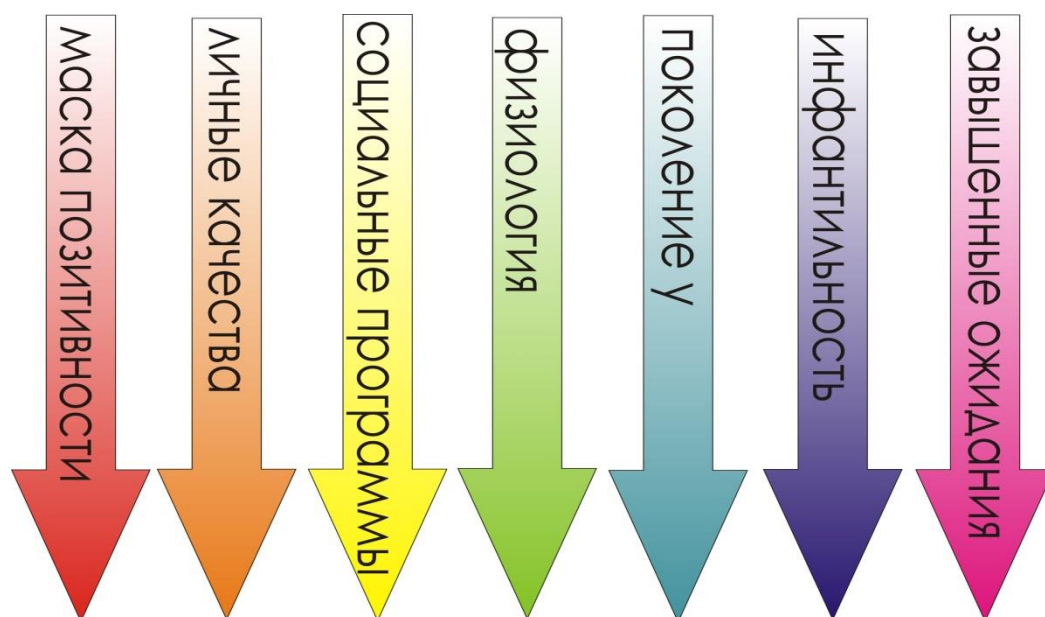 маска позитивности
личные качества
социальные программы
физиология
поколение у
инфантильность
завышенные ожидания